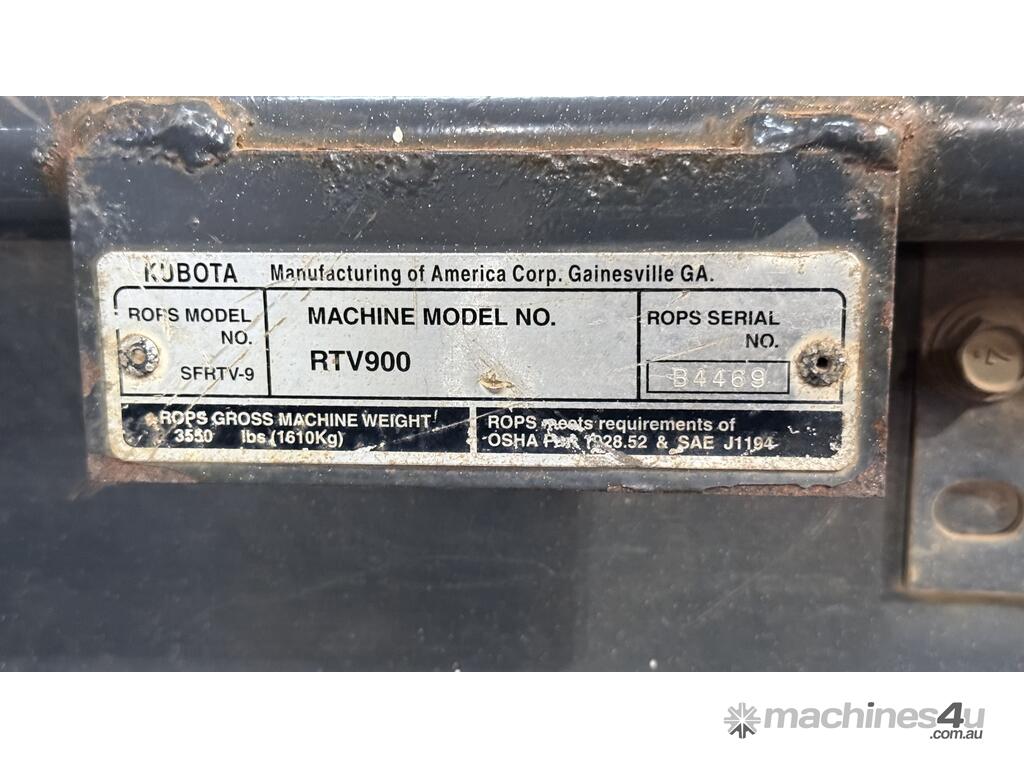 KUBOTA Manufacturing of America Corp. Gainesville GA.
ROPS MODEL NO.
SFRTV-9
MACHINE MODEL NO.
RTV900
ROPS SERIAL NO.
B4469
ROPS GROSS MACHINE WEIGHT
3550 lbs (1610Kg)
ROPS meets requirements of
OSHA 1928.52 & SAE J1194
machines4u
.com.au